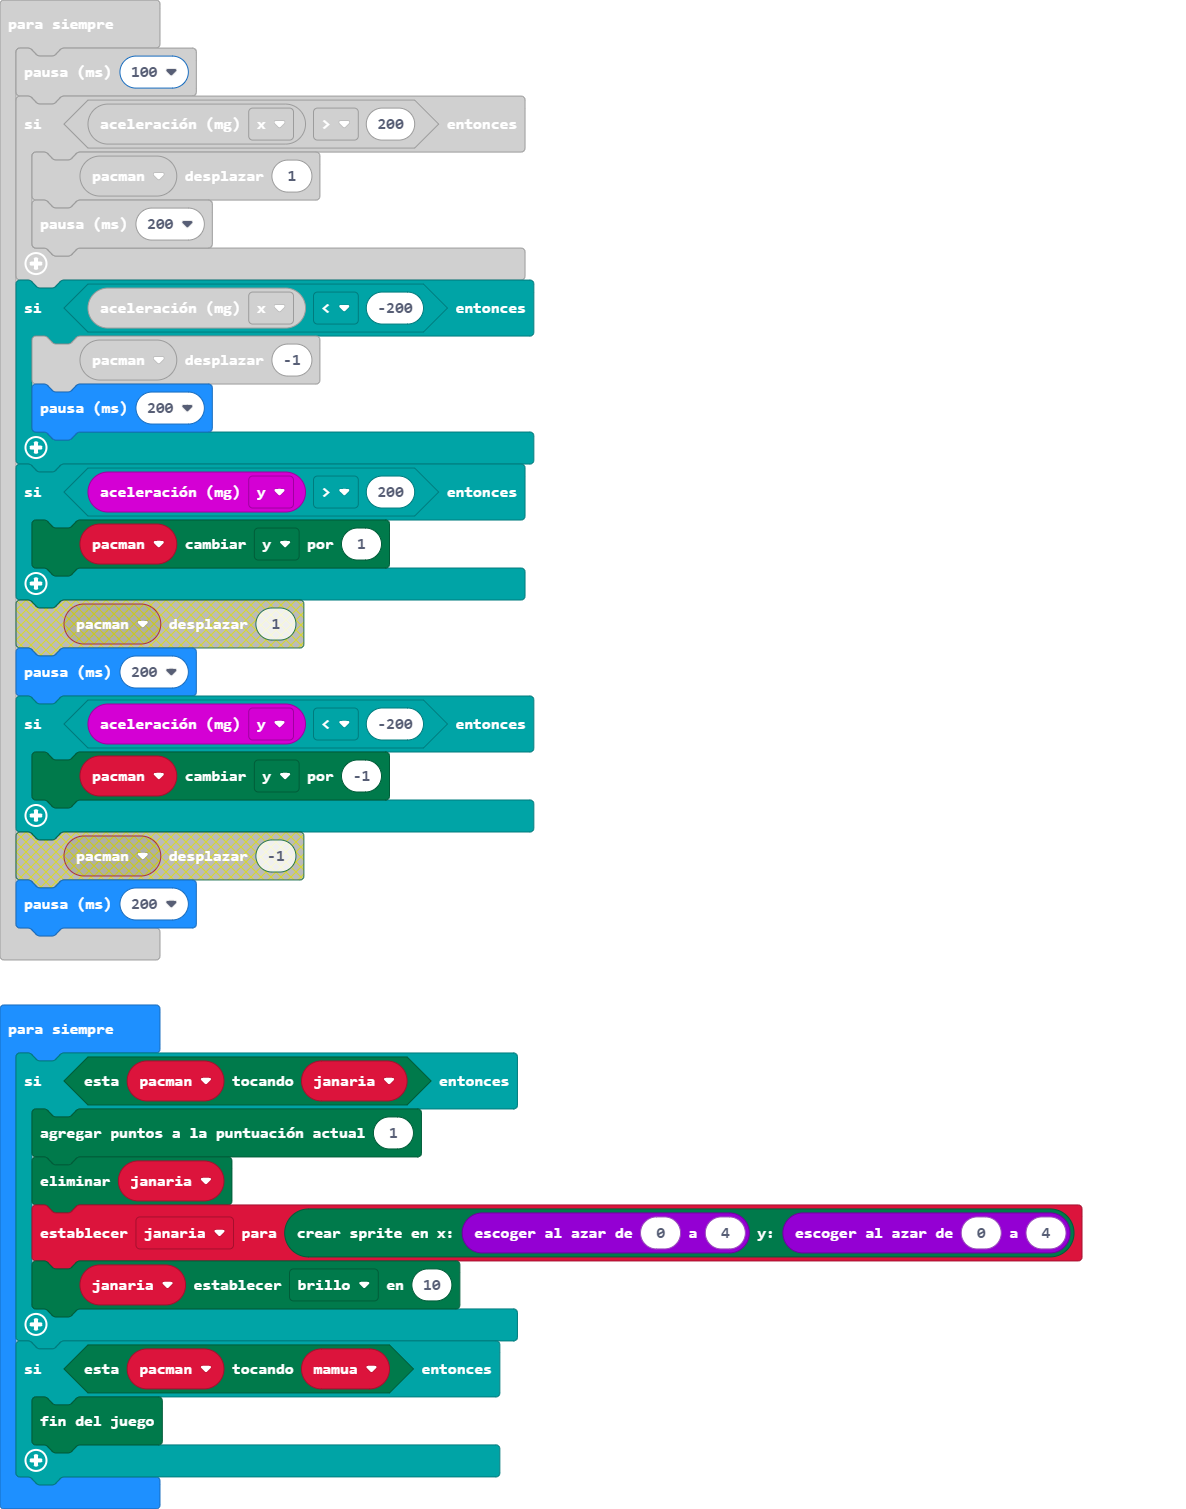 para siempre
pausa (ms) 100
si aceleración (mg) x > 200 entonces
pacman desplazar 1
pausa (ms) 200
si aceleración (mg) x < -200 entonces
pacman desplazar -1
pausa (ms) 200
si aceleración (mg) y > 200 entonces
pacman cambiar y por 1
pacman desplazar 1
pausa (ms) 200
si aceleración (mg) y < -200 entonces
pacman cambiar y por -1
pacman desplazar -1
pausa (ms) 200
para siempre
si esta pacman tocando janaria entonces
agregar puntos a la puntuación actual 1
eliminar janaria
establecer janaria para crear sprite en x: escoger al azar de 0 a 4 y: escoger al azar de 0 a 4
janaria establecer brillo en 10
si esta pacman tocando mamua entonces
fin del juego